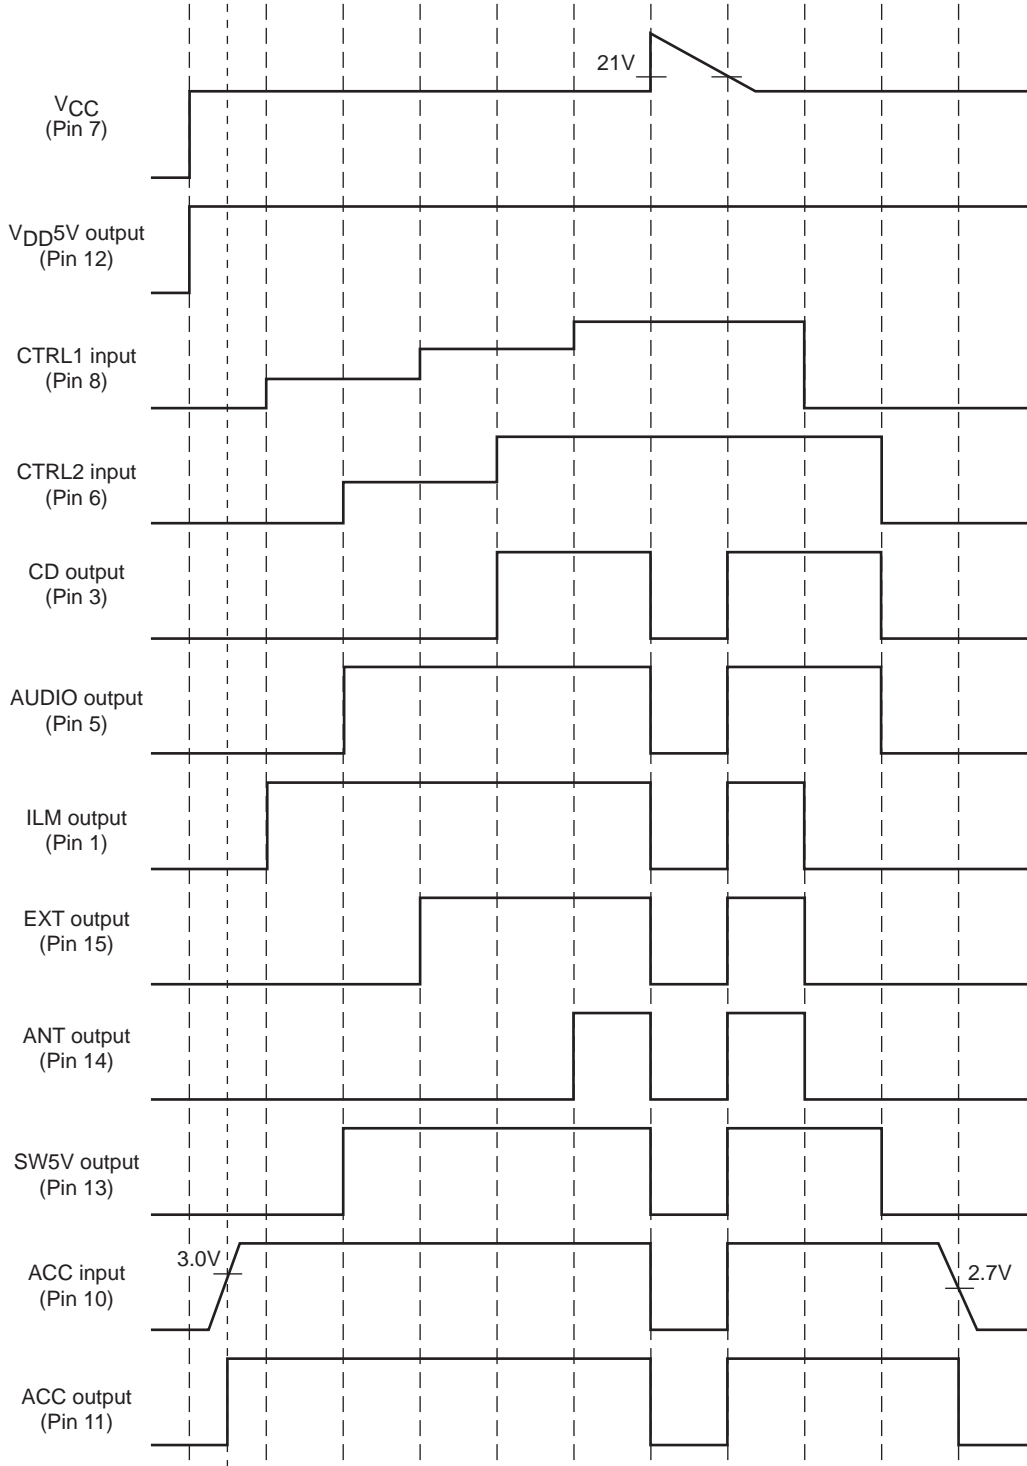 21V
VCC
(Pin 7)
VDD5V output
(Pin 12)
CTRL1 input
(Pin 8)
CTRL2 input
(Pin 6)
CD output
(Pin 3)
AUDIO output
(Pin 5)
ILM output
(Pin 1)
EXT output
(Pin 15)
ANT output
(Pin 14)
SW5V output
(Pin 13)
3.0V
ACC input
(Pin 10)
2.7V
ACC output
(Pin 11)